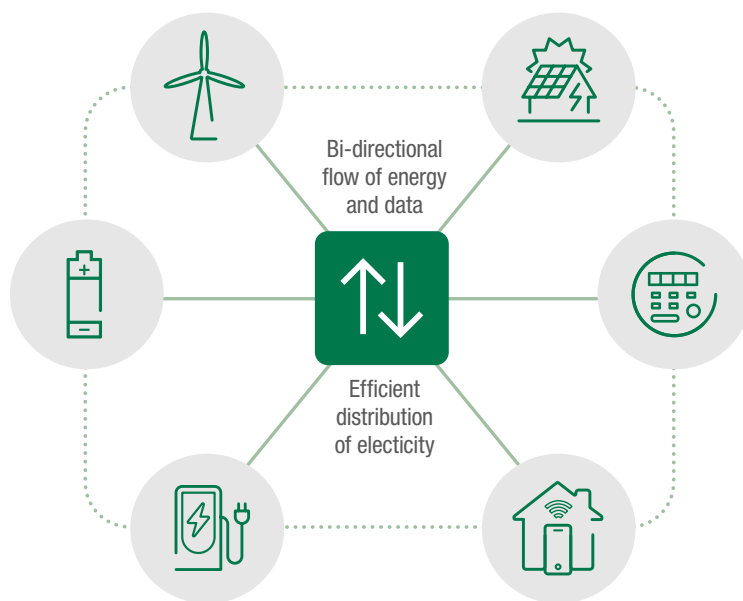 Bi-directional
flow of energy
and data
Efficient
distribution
of electicity